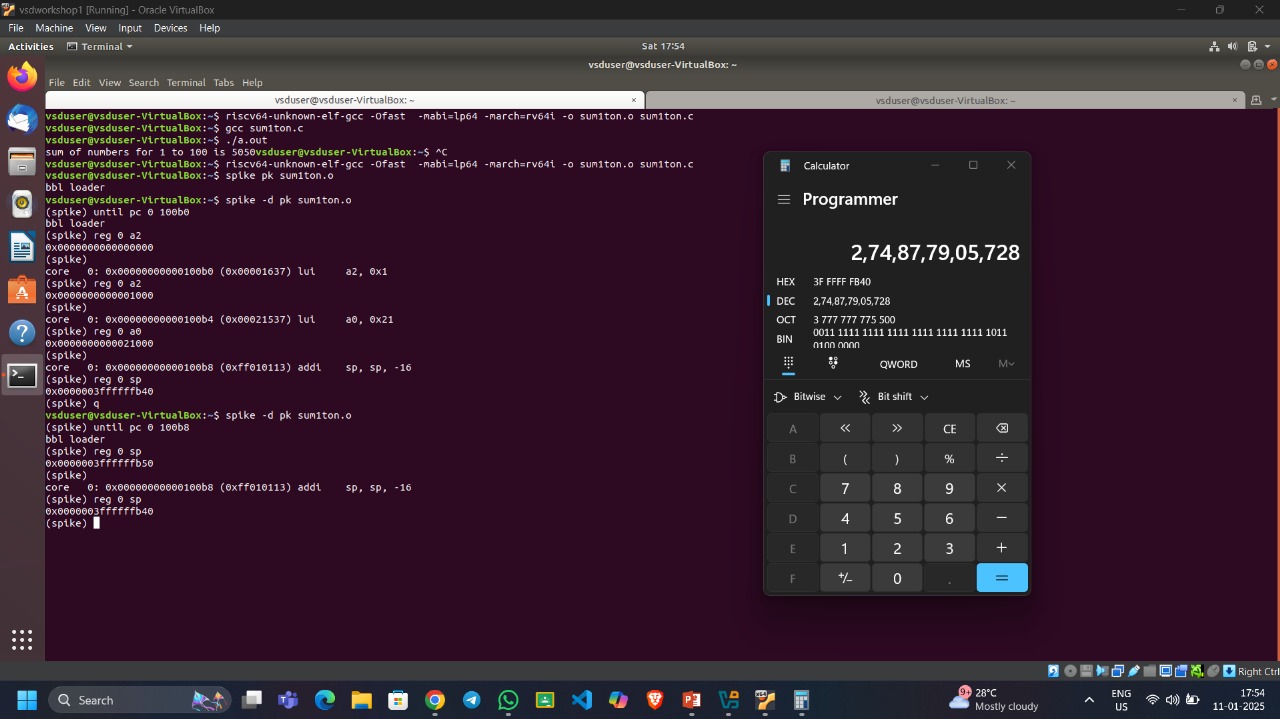 vsdworkshop1 [Running] - Oracle VirtualBox
File Machine View Input Devices Help
Activities Terminal Sat 17:54
vsduser@vsduser-VirtualBox: ~
File Edit View Search Terminal Tabs Help
vsduser@vsduser-VirtualBox: ~ × vsduser@vsduser-VirtualBox: ~ ×
vsduser@vsduser-VirtualBox:~$ riscv64-unknown-elf-gcc -Ofast  -mabi=lp64 -march=rv64i -o sum1ton.o sum1ton.c
vsduser@vsduser-VirtualBox:~$ gcc sum1ton.c
vsduser@vsduser-VirtualBox:~$ ./a.out
sum of numbers for 1 to 100 is 5050vsduser@vsduser-VirtualBox:~$ ^C
vsduser@vsduser-VirtualBox:~$ riscv64-unknown-elf-gcc -Ofast  -mabi=lp64 -march=rv64i -o sum1ton.o sum1ton.c
vsduser@vsduser-VirtualBox:~$ spike pk sum1ton.o
bbl loader
vsduser@vsduser-VirtualBox:~$ spike -d pk sum1ton.o
(spike) until pc 0 100b0
bbl loader
(spike) reg 0 a2
0x0000000000000000
(spike)
core   0: 0x00000000000100b0 (0x00001637) lui     a2, 0x1
(spike) reg 0 a2
0x0000000000001000
(spike)
core   0: 0x00000000000100b4 (0x00021537) lui     a0, 0x21
(spike) reg 0 a0
0x0000000000021000
(spike)
core   0: 0x00000000000100b8 (0xff010113) addi    sp, sp, -16
(spike) reg 0 sp
0x0000003ffffffb40
(spike) q
vsduser@vsduser-VirtualBox:~$ spike -d pk sum1ton.o
(spike) until pc 0 100b8
bbl loader
(spike) reg 0 sp
0x0000003ffffffb50
(spike)
core   0: 0x00000000000100b8 (0xff010113) addi    sp, sp, -16
(spike) reg 0 sp
0x0000003ffffffb40
(spike)
Calculator
Programmer
2,74,87,79,05,728
HEX 3F FFFF FB40
DEC 2,74,87,79,05,728
OCT 3 777 777 775 500
BIN 0011 1111 1111 1111 1111 1111 1111 1011
0100 0000
QWORD MS M
Bitwise Bit shift
A << >> CE
B ( ) % ÷
C 7 8 9 ×
D 4 5 6 −
E 1 2 3 +
F +/− 0 . =
Right Ctrl
Search
9+ 28°C
Mostly cloudy
ENG
US
17:54
11-01-2025